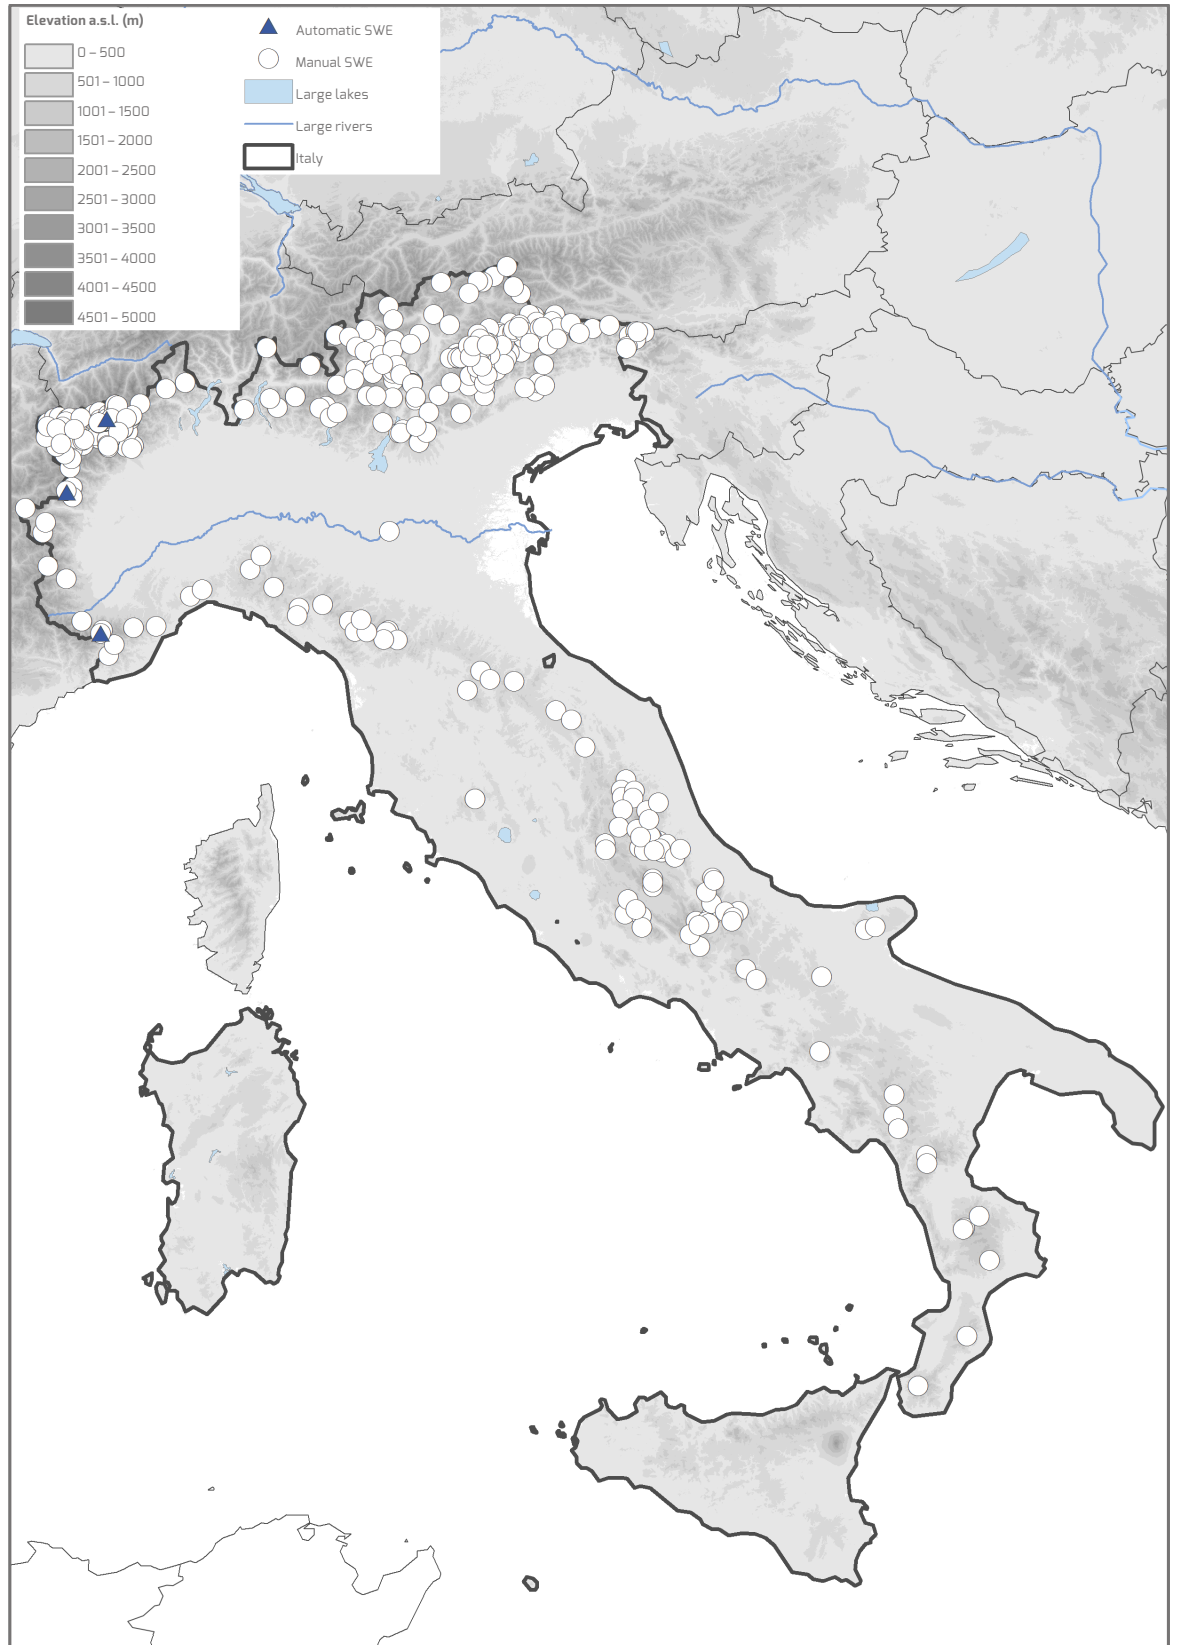 Elevation a.s.l. (m)
0 – 500
501 – 1000
1001 – 1500
1501 – 2000
2001 – 2500
2501 – 3000
3001 – 3500
3501 – 4000
4001 – 4500
4501 – 5000
Automatic SWE
Manual SWE
Large lakes
Large rivers
Italy